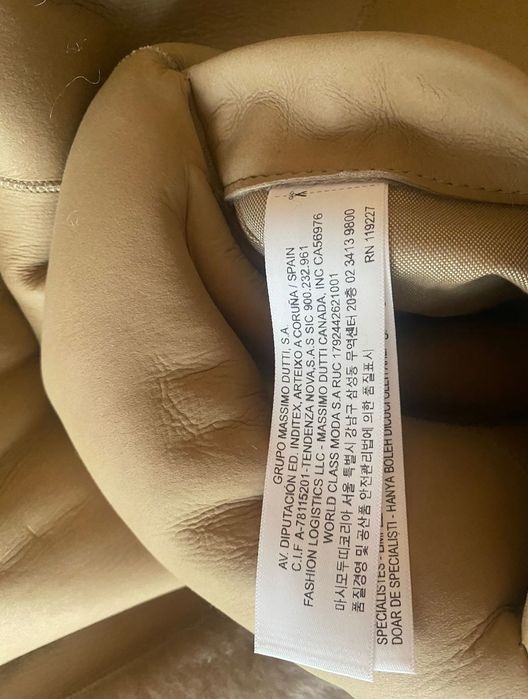 GRUPO MASSIMO DUTTI, S.A.
AV. DIPUTACIÓN ED. INDITEX, ARTEIXO A CORUÑA / SPAIN
C.I.F A-78115201-TENDENZA NOVA,S.A.S SIC 900.232.961
FASHION LOGISTICS LLC - MASSIMO DUTTI CANADA, INC CA56976
WORLD CLASS MODA S.A RUC 1792442621001
마시모두띠코리아 서울 특별시 강남구 삼성동 무역센터 20층 02 3413 9800
품질경영 및 공산품 안전관리법에 의한 품질표시
RN 119227
SPECIALISTES -
DOAR DE SPECIALIȘTI - HANYA BOLEH DICUCI